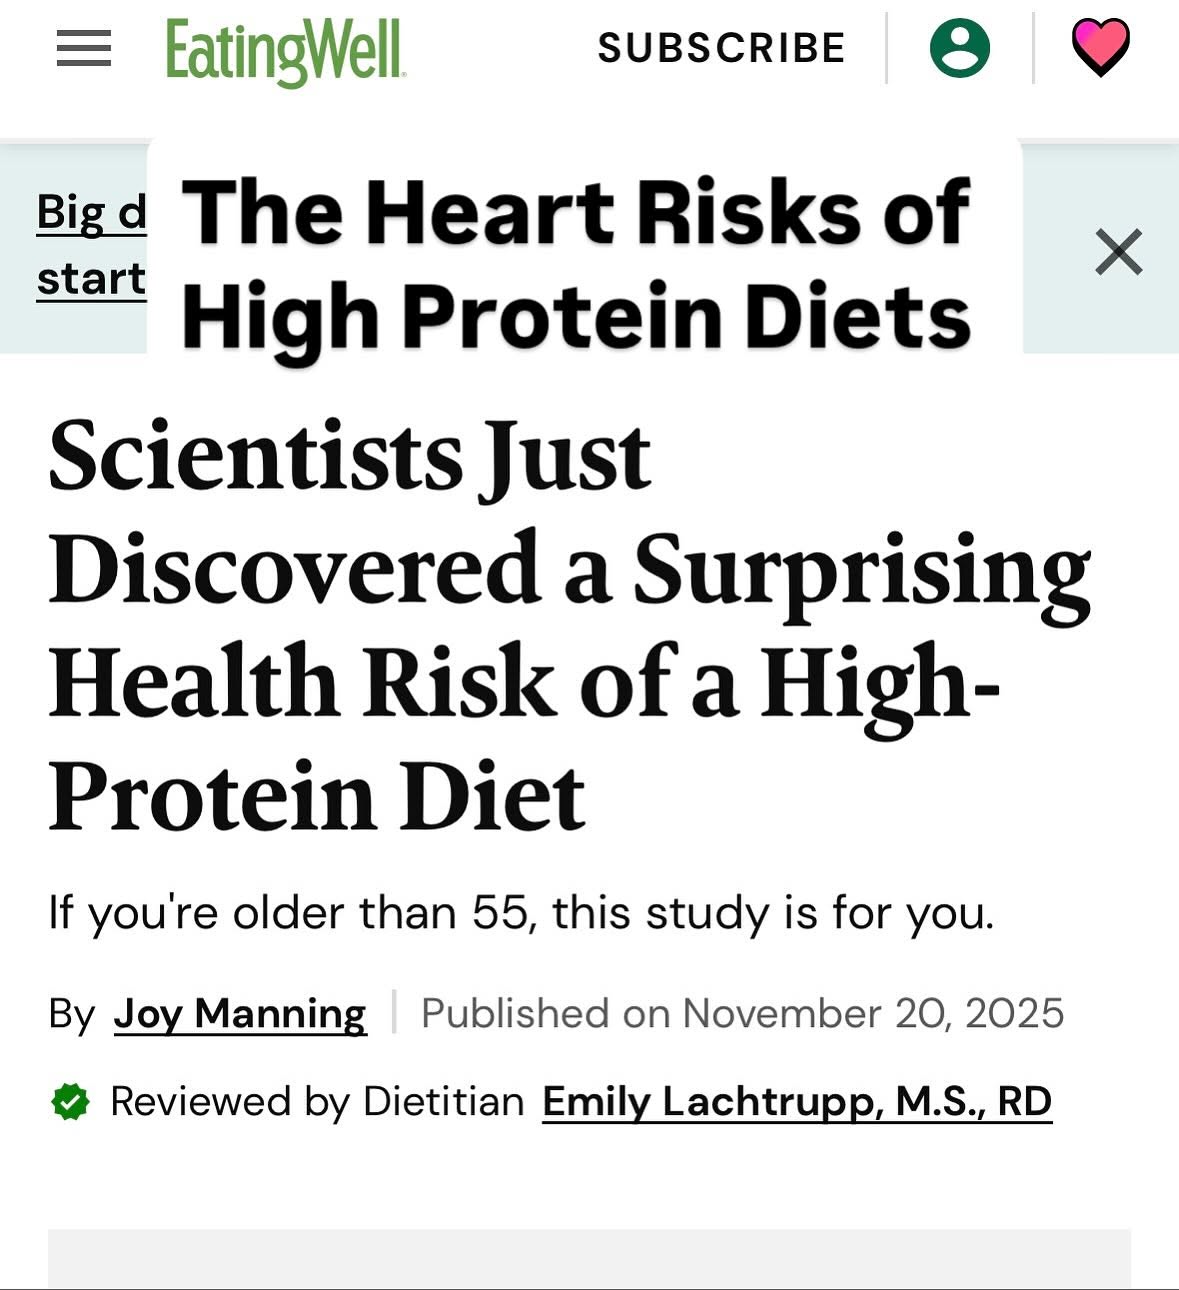 EatingWell
SUBSCRIBE
Big d
start
The Heart Risks of
High Protein Diets
Scientists Just
Discovered a Surprising
Health Risk of a High-
Protein Diet
If you're older than 55, this study is for you.
By Joy Manning
Published on November 20, 2025
Reviewed by Dietitian Emily Lachtrupp, M.S., RD